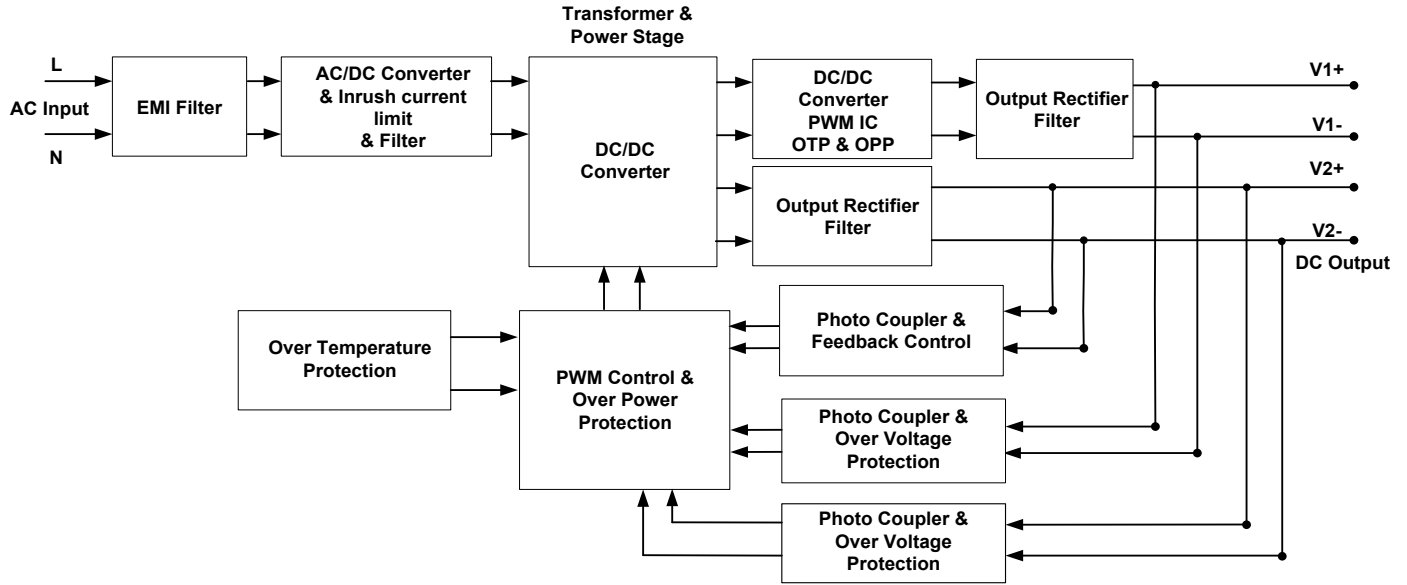 Transformer &
Power Stage
L
AC Input
N
EMI Filter
AC/DC Converter
& Inrush current
limit
& Filter
DC/DC
Converter
DC/DC
Converter
PWM IC
OTP & OPP
Output Rectifier
Filter
V1+
V1-
Output Rectifier
Filter
V2+
V2-
DC Output
Over Temperature
Protection
PWM Control &
Over Power
Protection
Photo Coupler &
Feedback Control
Photo Coupler &
Over Voltage
Protection
Photo Coupler &
Over Voltage
Protection